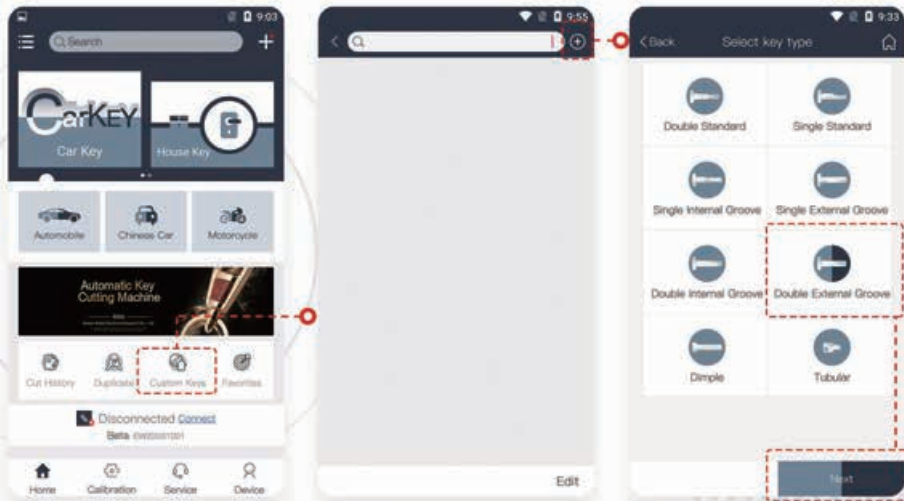 9:03
Search
CarKEY
Car Key
House Key
Automobile
Chinese Car
Motorcycle
Automatic Key
Cutting Machine
Cut History
Duplicate
Custom Keys
Favorites
Disconnected Connect
Beta
Home
Calibration
Service
Device
9:55
Edit
9:33
Back
Select key type
Double Standard
Single Standard
Single Internal Groove
Single External Groove
Double Internal Groove
Double External Groove
Dimple
Tubular
Next